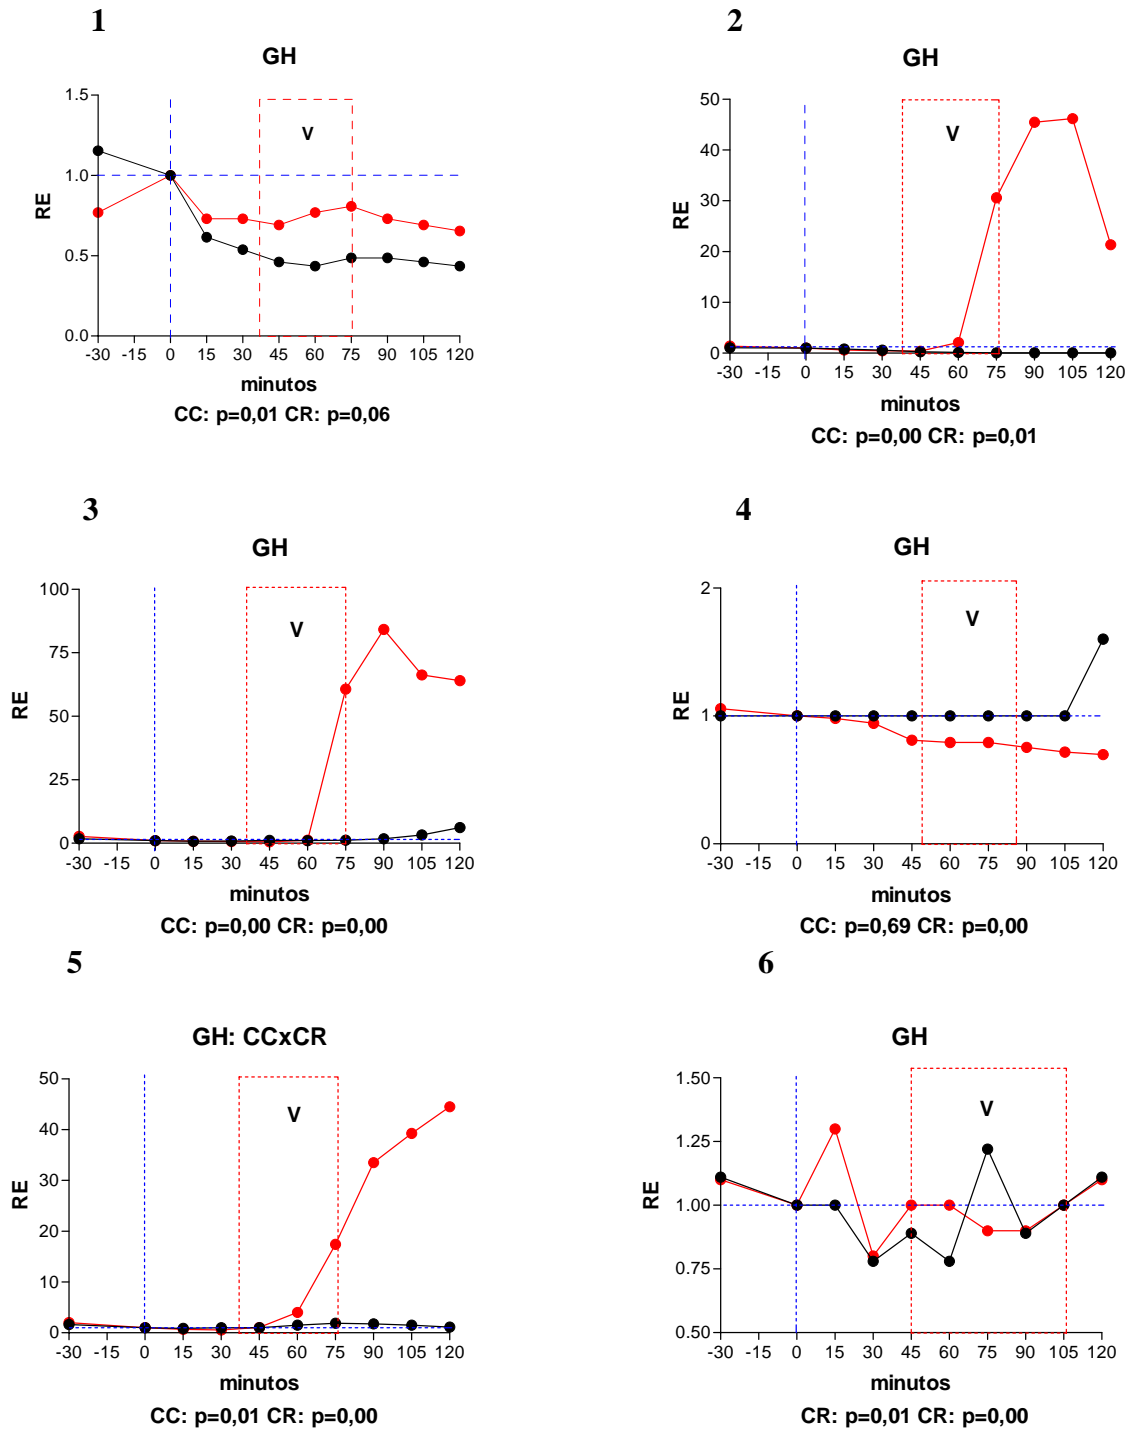 1
GH
1.5
1.0
0.5
0.0
RE
V
-30 -15 0 15 30 45 60 75 90 105 120
minutos
CC: p=0,01 CR: p=0,06
2
GH
50
40
30
20
10
0
RE
V
-30 -15 0 15 30 45 60 75 90 105 120
minutos
CC: p=0,00 CR: p=0,01
3
GH
100
75
50
25
0
RE
V
-30 -15 0 15 30 45 60 75 90 105 120
minutos
CC: p=0,00 CR: p=0,00
4
GH
2
1
0
RE
V
-30 -15 0 15 30 45 60 75 90 105 120
minutos
CC: p=0,69 CR: p=0,00
5
GH: CCxCR
50
40
30
20
10
0
RE
V
-30 -15 0 15 30 45 60 75 90 105 120
minutos
CC: p=0,01 CR: p=0,00
6
GH
1.50
1.25
1.00
0.75
0.50
RE
V
-30 -15 0 15 30 45 60 75 90 105 120
minutos
CR: p=0,01 CR: p=0,00